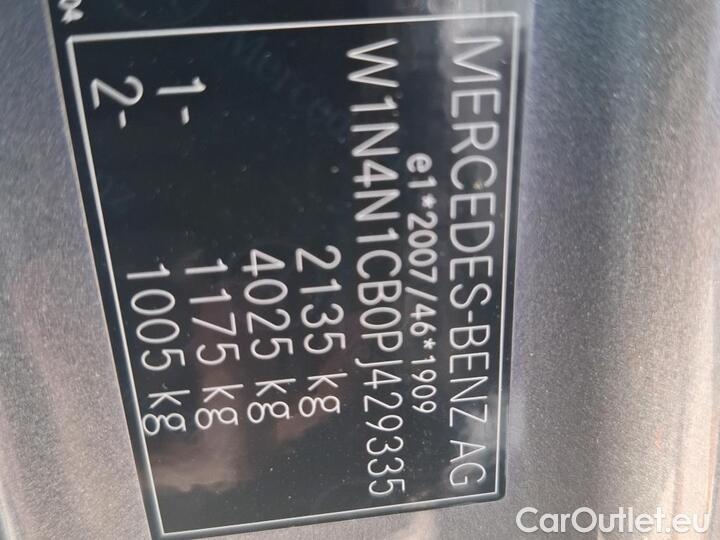 MERCEDES-BENZ AG
e1*2007/46*1909
W1N4N1CB0PJ429335
2135 kg
4025 kg
1- 1175 kg
2- 1005 kg
04
CarOutlet.eu